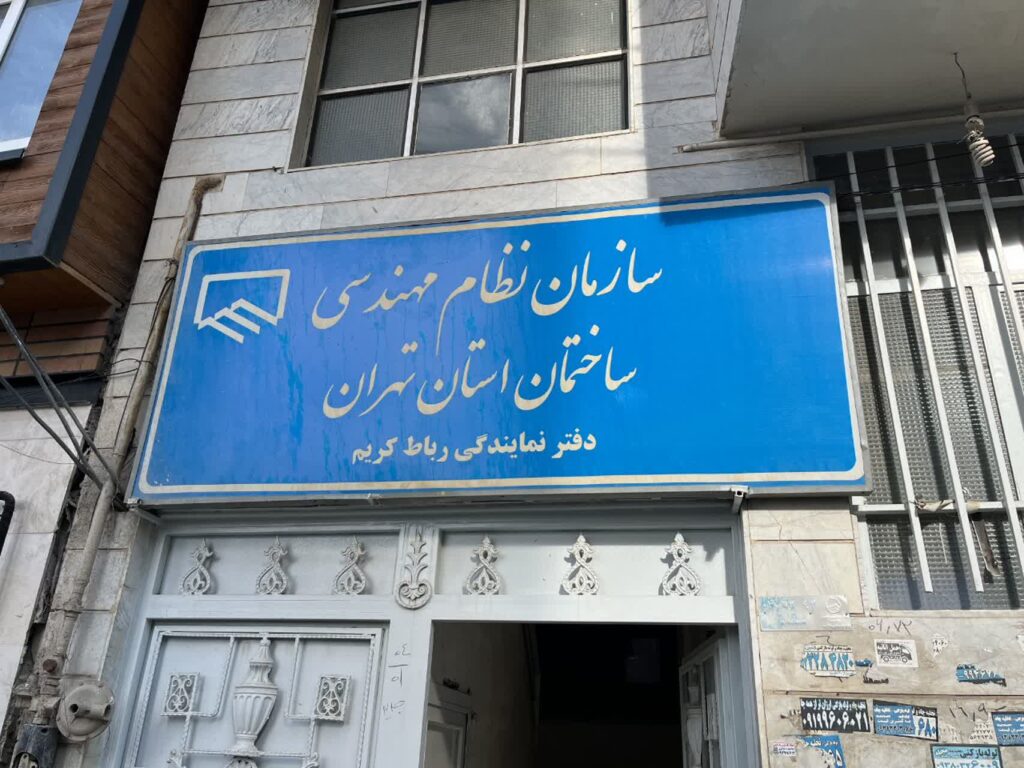 سازمان نظام مهندسی
ساختمان استان تهران
دفتر نمایندگی رباط کریم